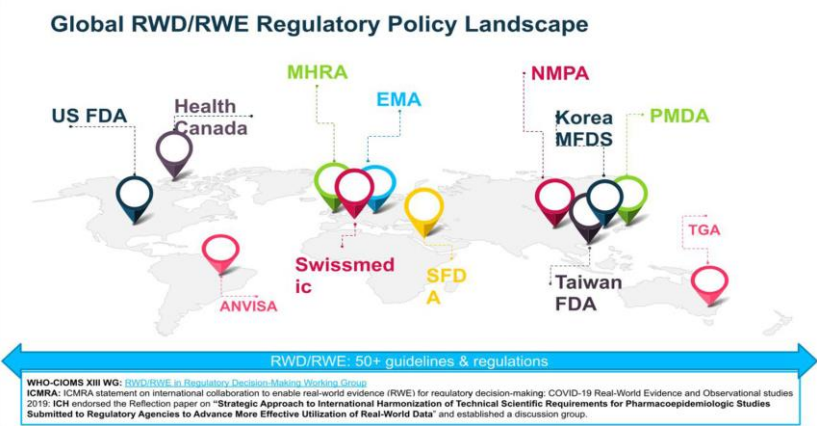 Global RWD/RWE Regulatory Policy Landscape
MHRA
NMPA
EMA
US FDA
Health
Canada
Korea
MFDS
PMDA
TGA
Swissmed
ic
SFD
A
Taiwan
FDA
ANVISA
RWD/RWE: 50+ guidelines & regulations
WHO-CIOMS XIII WG: RWD/RWE in Regulatory Decision-Making Working Group
ICMRA: ICMRA statement on international collaboration to enable real-world evidence (RWE) for regulatory decision-making: COVID-19 Real-World Evidence and Observational studies
2019: ICH endorsed the Reflection paper on “Strategic Approach to International Harmonization of Technical Scientific Requirements for Pharmacoepidemiologic Studies
Submitted to Regulatory Agencies to Advance More Effective Utilization of Real-World Data” and established a discussion group.